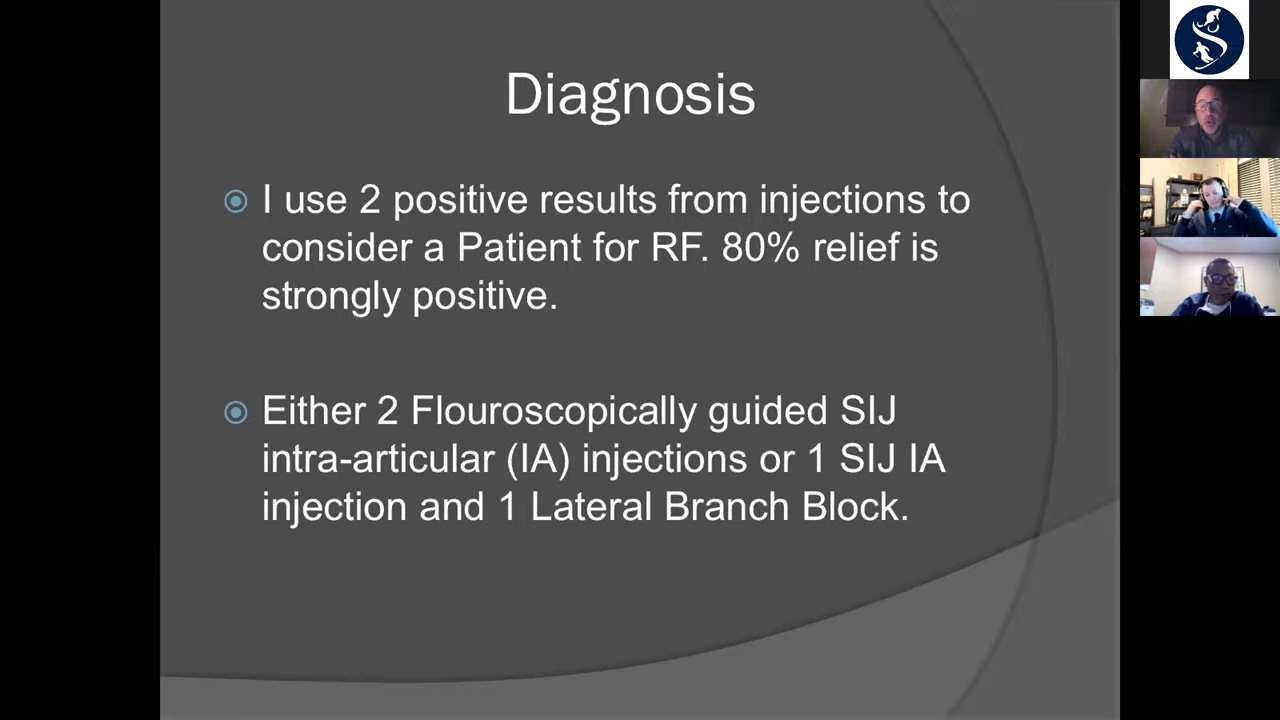 Diagnosis
I use 2 positive results from injections to
consider a Patient for RF. 80% relief is
strongly positive.
Either 2 Flouroscopically guided SIJ
intra-articular (IA) injections or 1 SIJ IA
injection and 1 Lateral Branch Block.